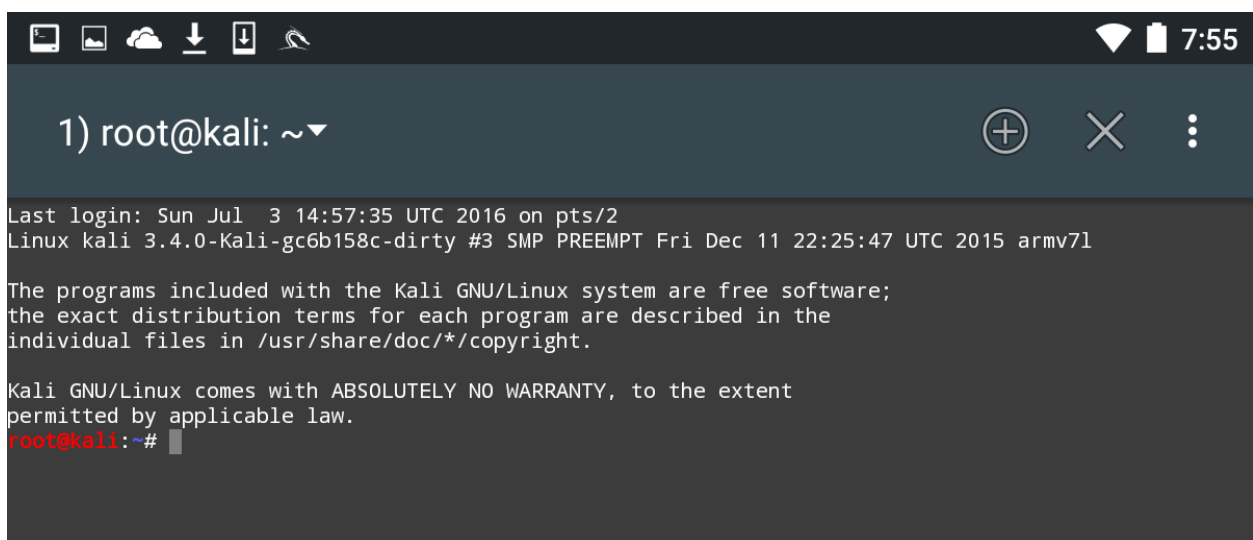 7:55
1) root@kali: ~
Last login: Sun Jul  3 14:57:35 UTC 2016 on pts/2
Linux kali 3.4.0-Kali-gc6b158c-dirty #3 SMP PREEMPT Fri Dec 11 22:25:47 UTC 2015 armv7l
The programs included with the Kali GNU/Linux system are free software;
the exact distribution terms for each program are described in the
individual files in /usr/share/doc/*/copyright.
Kali GNU/Linux comes with ABSOLUTELY NO WARRANTY, to the extent
permitted by applicable law.
root@kali:~#